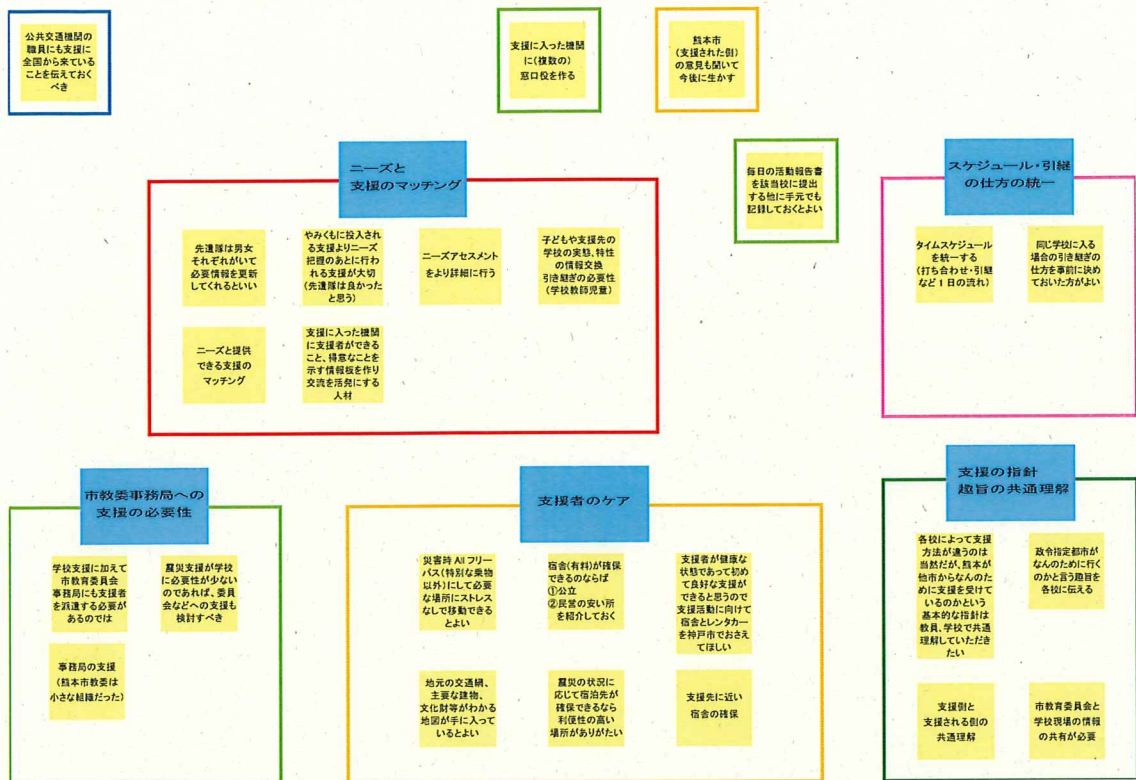 公共交通機関の
職員にも支援に
全国から来ている
ことを伝えておく
べき
支援に入った機関
に(複数の)
窓口役を作る
熊本市
(支援された側)
の意見も聞いて
今後に生かす
毎日の活動報告書
を該当校に提出
する他に手元でも
記録しておくとよい
ニーズと
支援のマッチング
先遣隊は男女
それぞれがいて
必要情報を更新
してくれるといい
やみくもに投入され
る支援よりニーズ
把握のあとに行わ
れる支援が大切
(先遣隊は良かった
と思う)
ニーズアセスメント
をより詳細に行う
子どもや支援先の
学校の実態、特性
の情報交換
引き継ぎの必要性
(学校教師児童)
ニーズと提供
できる支援の
マッチング
支援に入った機関
に支援者ができる
こと、得意なことを
示す情報板を作り
交流を活発にする
人材
スケジュール・引継
の仕方の統一
タイムスケジュール
を統一する
(打ち合わせ・引継
など1日の流れ)
同じ学校に入る
場合の引き継ぎの
仕方を事前に決め
ておいた方がよい
市教委事務局への
支援の必要性
学校支援に加えて
市教育委員会
事務局にも支援者
を派遣する必要が
あるのでは
震災支援が学校
に必要性が少ない
のであれば、委員
会などへの支援も
検討すべき
事務局の支援
(熊本市教委は
小さな組織だった)
支援者のケア
災害時Allフリー
パス(特別な乗物
以外)にして必要
な場所にストレス
なしで移動できる
とよい
宿舎(有料)が確保
できるのならば
①公立
②民営の安い所
を紹介しておく
支援者が健康な
状態であって初め
て良好な支援が
できると思うので
支援活動に向けて
宿舎とレンタカー
を神戸市でおさえ
てほしい
地元の交通網、
主要な建物、
文化財等がわかる
地図が手に入って
いるとよい
震災の状況に
応じて宿泊先が
確保できるなら
利便性の高い
場所がありがたい
支援先に近い
宿舎の確保
支援の指針
趣旨の共通理解
各校によって支援
方法が違うのは
当然だが、熊本が
他市からなんのた
めに支援を受けて
いるのかという
基本的な指針は
教員、学校で共通
理解していただき
たい
政令指定都市が
なんのために行く
のかと言う趣旨を
各校に伝える
支援側と
支援される側の
共通理解
市教育委員会と
学校現場の情報
の共有が必要